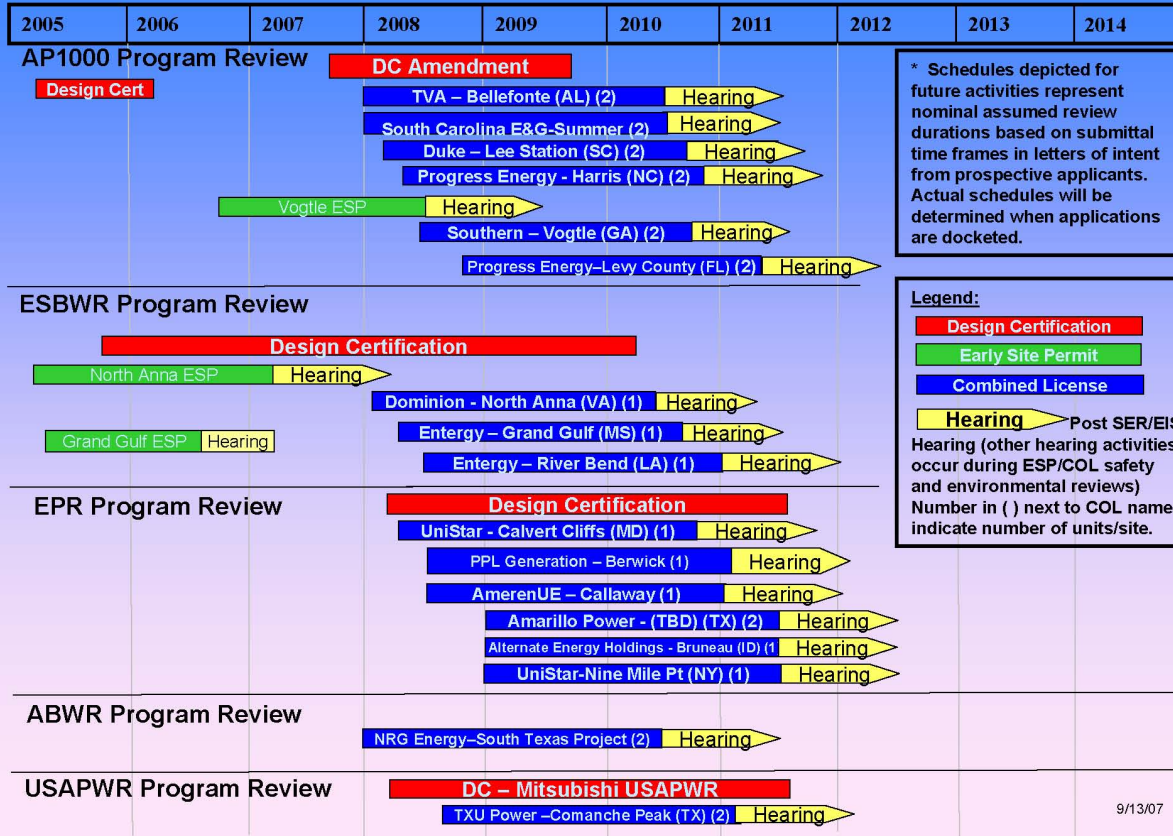 2005 2006 2007 2008 2009 2010 2011 2012 2013 2014
AP1000 Program Review
DC Amendment
Design Cert
TVA – Bellefonte (AL) (2) Hearing
South Carolina E&G-Summer (2) Hearing
Duke – Lee Station (SC) (2) Hearing
Progress Energy - Harris (NC) (2) Hearing
Vogtle ESP Hearing
Southern – Vogtle (GA) (2) Hearing
Progress Energy–Levy County (FL) (2) Hearing
* Schedules depicted for
future activities represent
nominal assumed review
durations based on submittal
time frames in letters of intent
from prospective applicants.
Actual schedules will be
determined when applications
are docketed.
ESBWR Program Review
Design Certification
North Anna ESP Hearing
Dominion - North Anna (VA) (1) Hearing
Entergy – Grand Gulf (MS) (1) Hearing
Grand Gulf ESP Hearing
Entergy – River Bend (LA) (1) Hearing
Legend:
Design Certification
Early Site Permit
Combined License
Hearing Post SER/EIS
Hearing (other hearing activities
occur during ESP/COL safety
and environmental reviews)
Number in ( ) next to COL name
indicate number of units/site.
EPR Program Review
Design Certification
UniStar - Calvert Cliffs (MD) (1) Hearing
PPL Generation – Berwick (1) Hearing
AmerenUE – Callaway (1) Hearing
Amarillo Power - (TBD) (TX) (2) Hearing
Alternate Energy Holdings - Bruneau (ID) (1 Hearing
UniStar-Nine Mile Pt (NY) (1) Hearing
ABWR Program Review
NRG Energy–South Texas Project (2) Hearing
USAPWR Program Review
DC – Mitsubishi USAPWR
TXU Power –Comanche Peak (TX) (2) Hearing
9/13/07